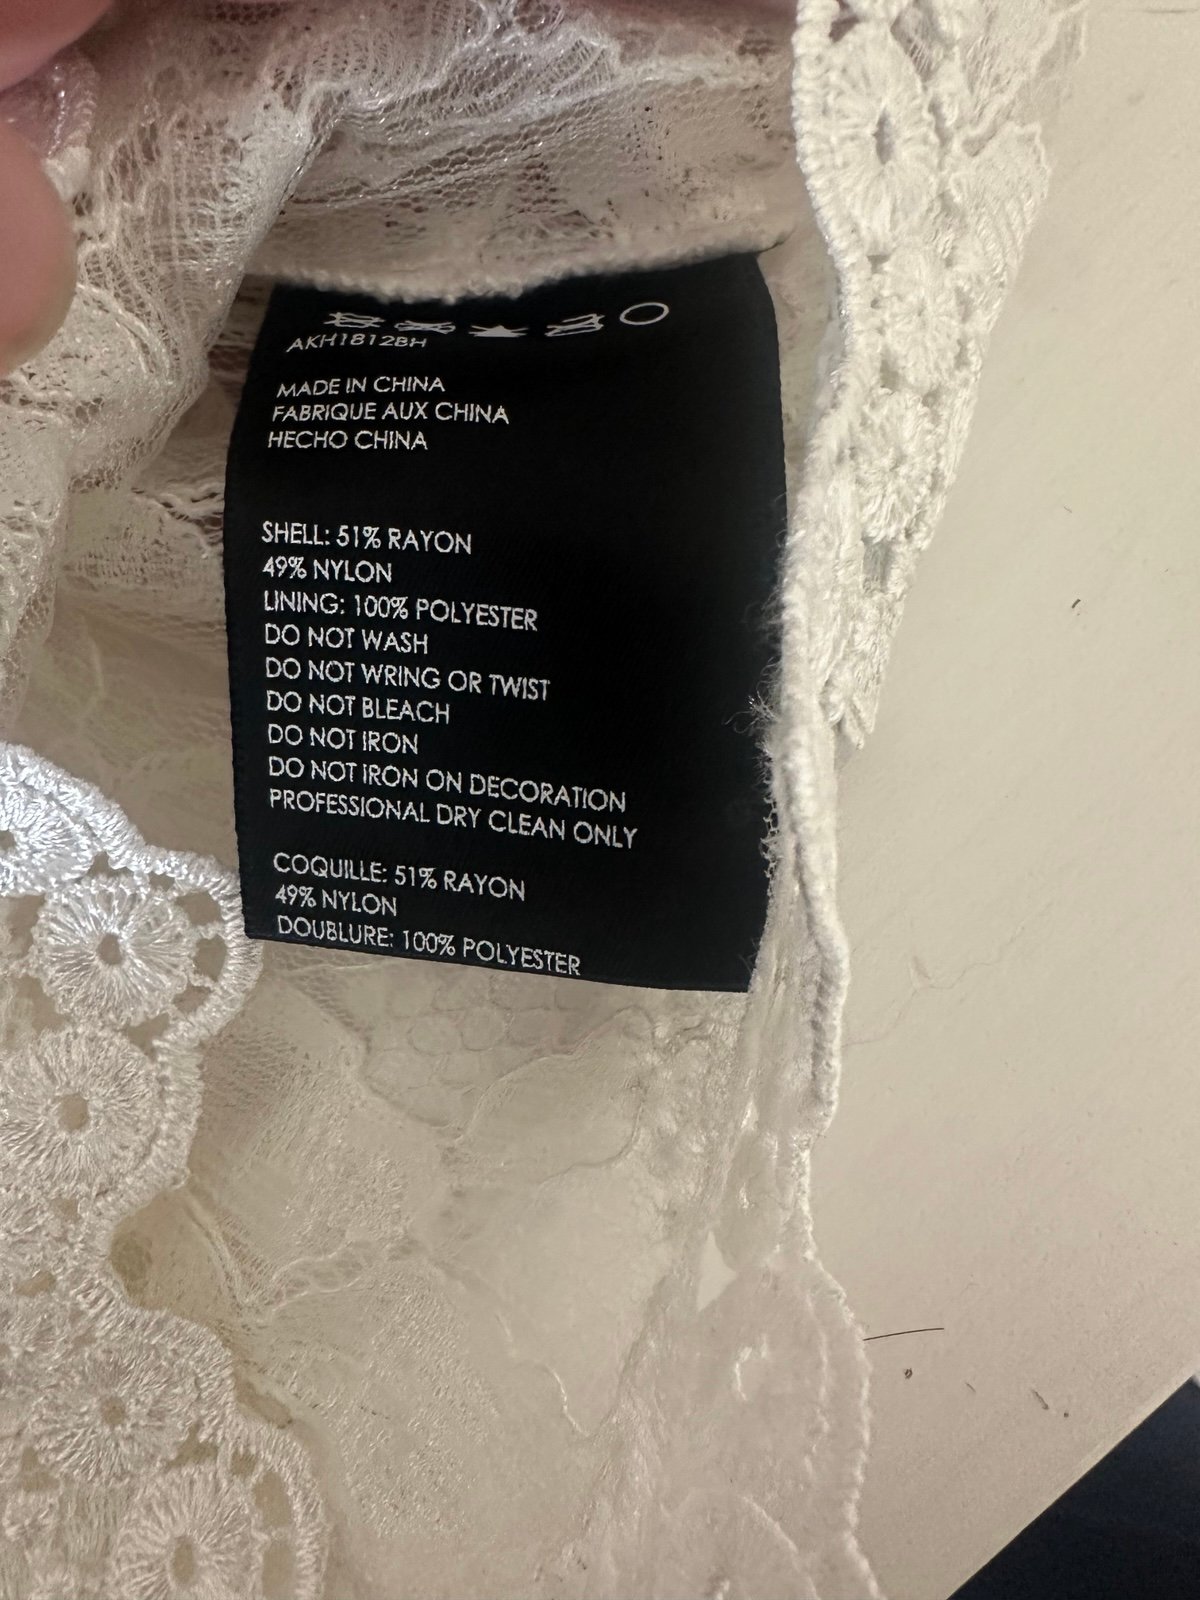 AKH1812BH
MADE IN CHINA
FABRIQUE AUX CHINA
HECHO CHINA
SHELL: 51% RAYON
49% NYLON
LINING: 100% POLYESTER
DO NOT WASH
DO NOT WRING OR TWIST
DO NOT BLEACH
DO NOT IRON
DO NOT IRON ON DECORATION
PROFESSIONAL DRY CLEAN ONLY
COQUILLE: 51% RAYON
49% NYLON
DOUBLURE: 100% POLYESTER